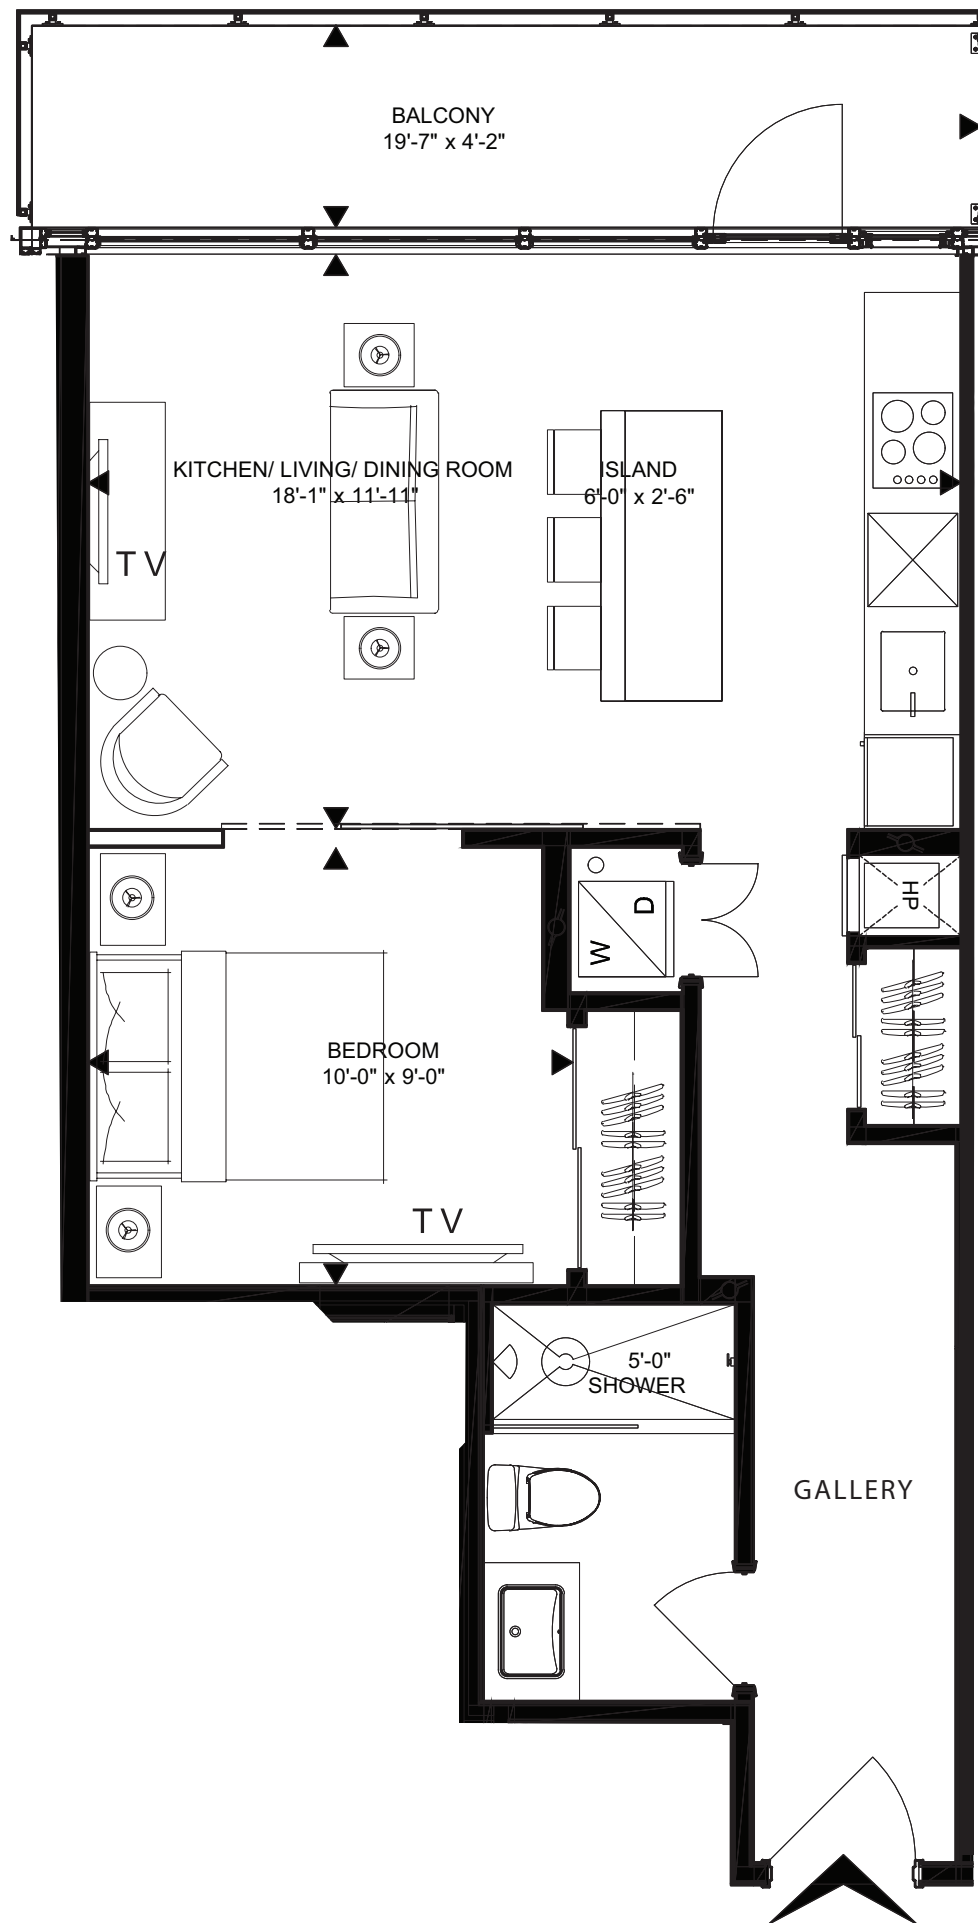 BALCONY
19'-7" x 4'-2"
KITCHEN/ LIVING/ DINING ROOM
18'-1" x 11'-11"
ISLAND
6'-0" x 2'-6"
TV
HP
D
W
BEDROOM
10'-0" x 9'-0"
TV
5'-0"
SHOWER
GALLERY